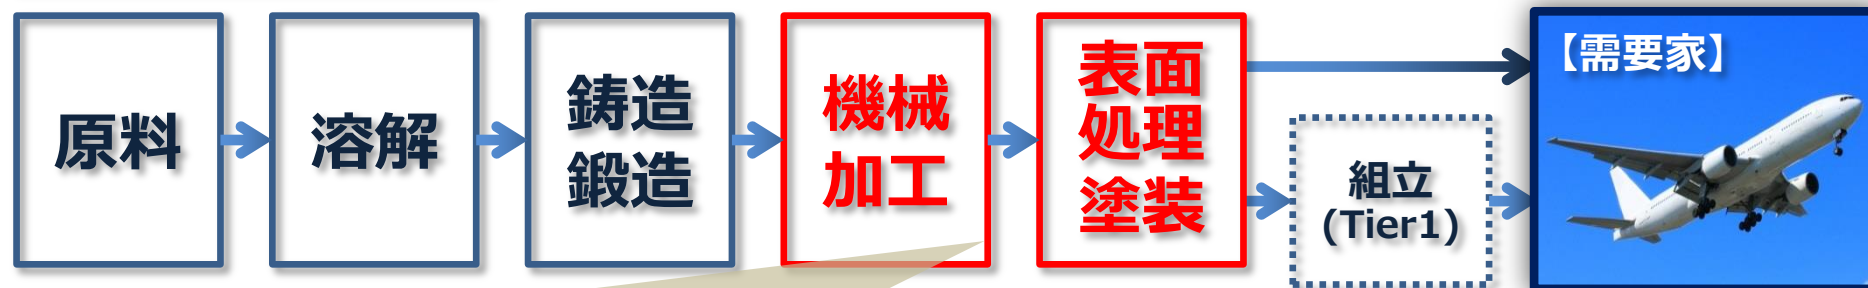 原料
溶解
鋳造
鍛造
機械
加工
表面
処理
塗装
組立
(Tier1)
【需要家】